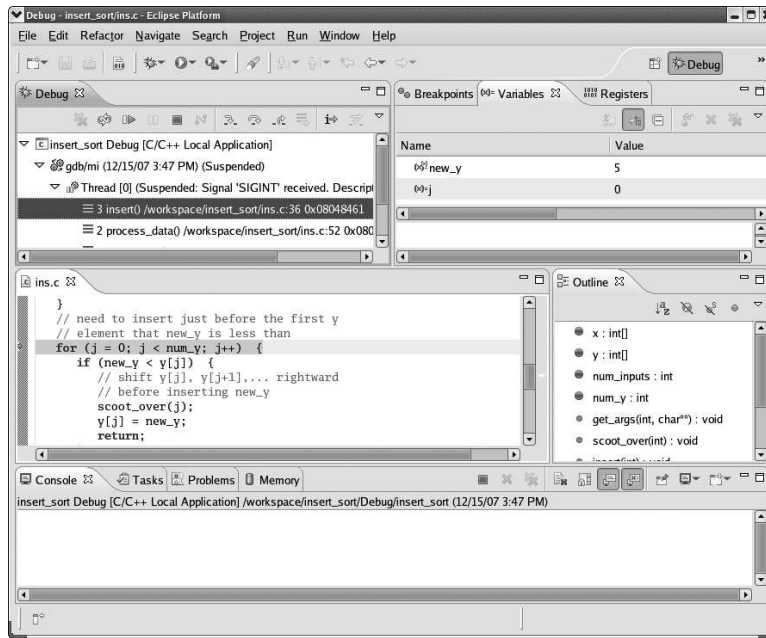 Debug - insert_sort/ins.c - Eclipse Platform
File Edit Refactor Navigate Search Project Run Window Help
Debug
Debug
Breakpoints (x)= Variables Registers
insert_sort Debug [C/C++ Local Application]
gdb/mi (12/15/07 3:47 PM) (Suspended)
Thread [0] (Suspended: Signal 'SIGINT' received. Descript
3 insert() /workspace/insert_sort/ins.c:36 0x08048461
2 process_data() /workspace/insert_sort/ins.c:52 0x080
Name Value
new_y 5
(x)= j 0
ins.c
}
// need to insert just before the first y
// element that new_y is less than
for (j = 0; j < num_y; j++) {
if (new_y < y[j]) {
// shift y[j], y[j+1],... rightward
// before inserting new_y
scoot_over(j);
y[j] = new_y;
return;
Outline
x : int[]
y : int[]
num_inputs : int
num_y : int
get_args(int, char**) : void
scoot_over(int) : void
Console Tasks Problems Memory
insert_sort Debug [C/C++ Local Application] /workspace/insert_sort/Debug/insert_sort (12/15/07 3:47 PM)